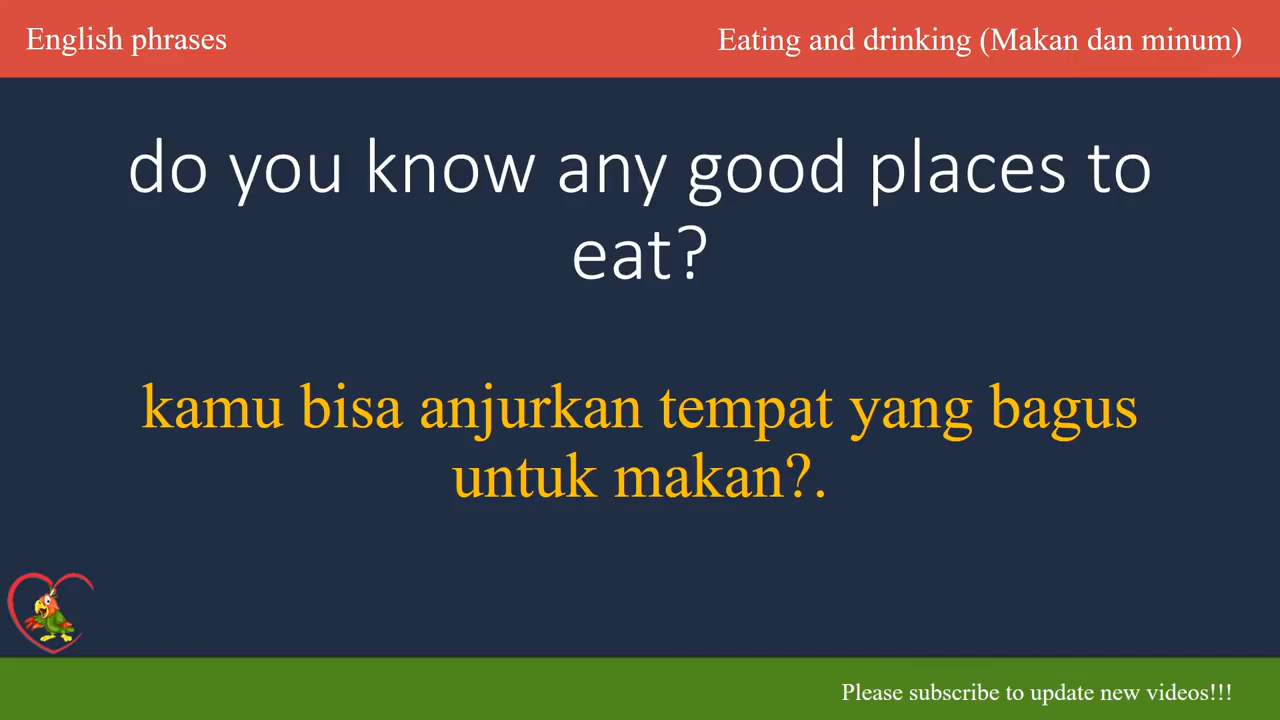 English phrases
Eating and drinking (Makan dan minum)
do you know any good places to
eat?
kamu bisa anjurkan tempat yang bagus
untuk makan?.
Please subscribe to update new videos!!!